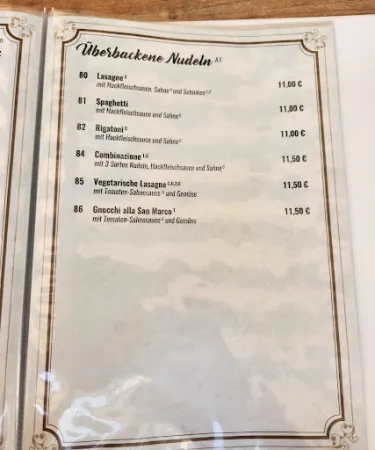 Überbackene Nudeln A1
80 Lasagne 11,00 €
mit Hackfleischsauce, Sahne und Schinken
81 Spaghetti 11,00 €
mit Hackfleischsauce und Sahne
82 Rigatoni 11,00 €
mit Hackfleischsauce und Sahne
84 Combinazione 11,50 €
mit 3 Sorten Nudeln, Hackfleischsauce und Sahne
85 Vegetarische Lasagne 11,50 €
mit Tomaten-Sahnesauce und Gemüse
86 Gnocchi alla San Marco 11,50 €
mit Tomaten-Sahnesauce und Gemüse